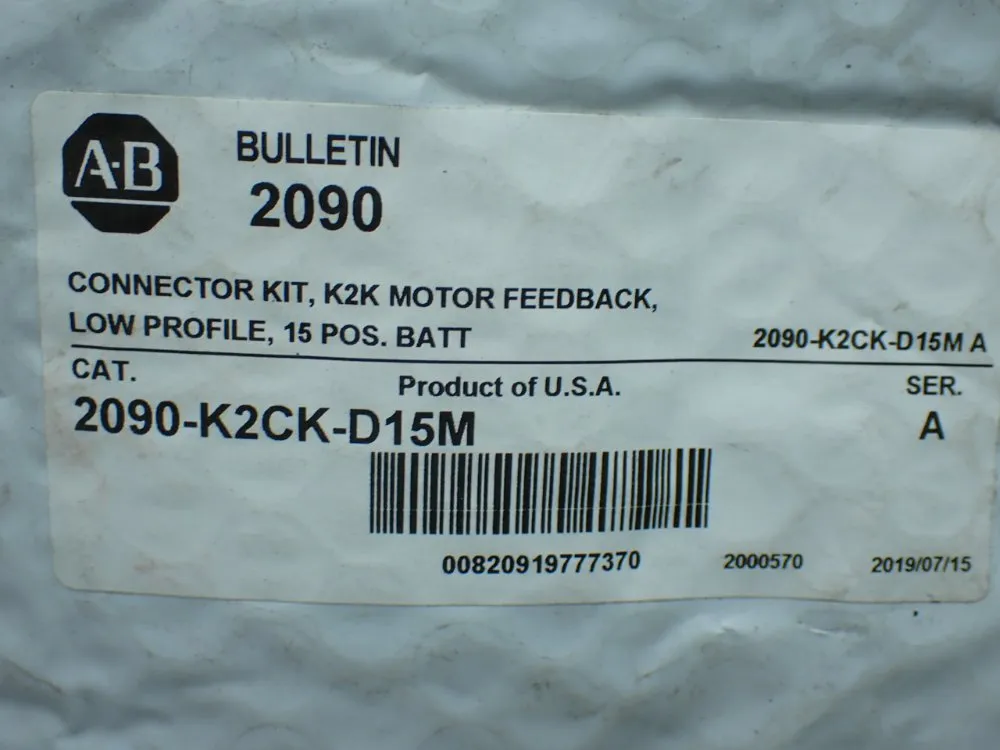 A-B
BULLETIN
2090
CONNECTOR KIT, K2K MOTOR FEEDBACK,
LOW PROFILE, 15 POS. BATT
2090-K2CK-D15M A
CAT.
Product of U.S.A.
SER.
2090-K2CK-D15M
A
00820919777370
2000570
2019/07/15